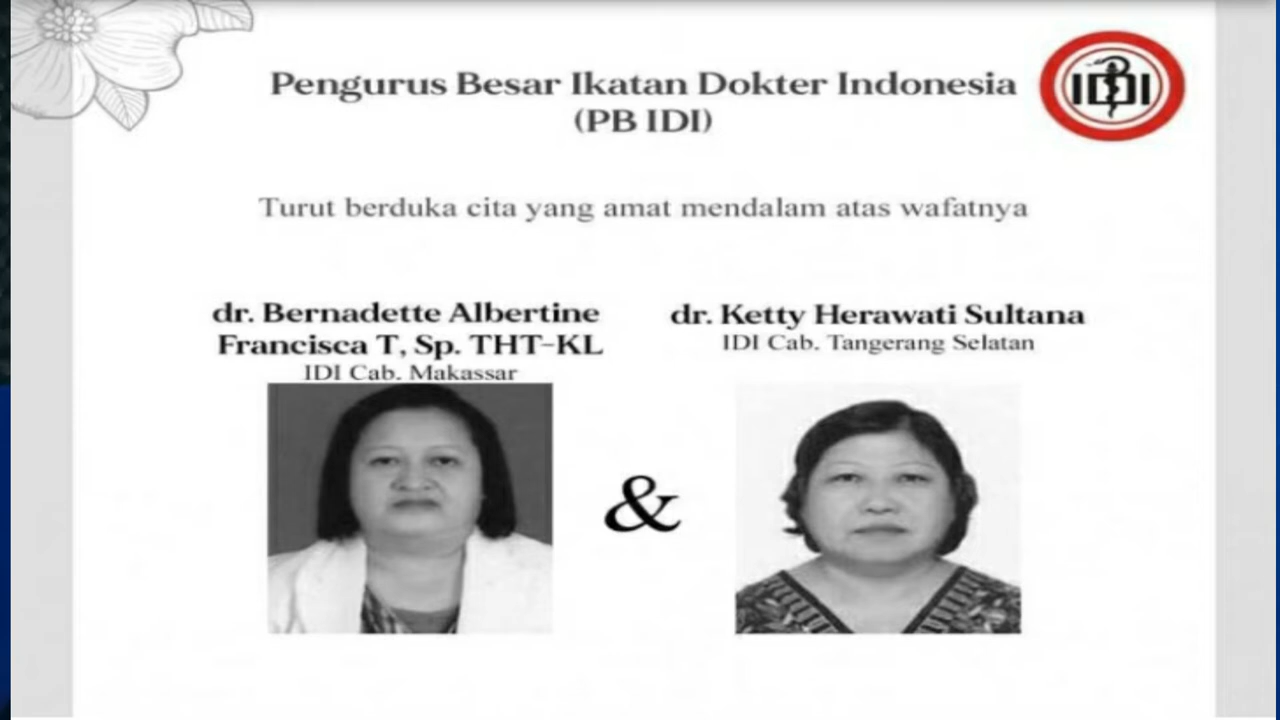 Pengurus Besar Ikatan Dokter Indonesia
(PB IDI)
IDI
Turut berduka cita yang amat mendalam atas wafatnya
dr. Bernadette Albertine
Francisca T, Sp. THT-KL
IDI Cab. Makassar
dr. Ketty Herawati Sultana
IDI Cab. Tangerang Selatan
&